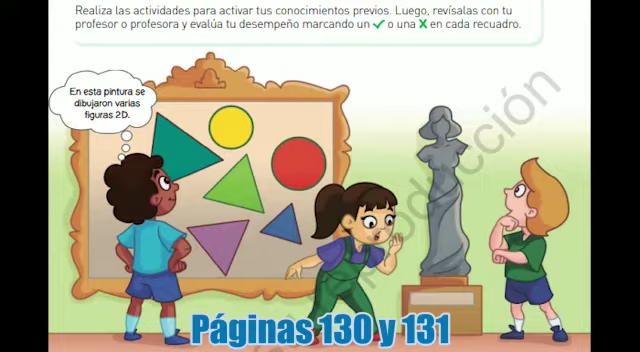 Realiza las actividades para activar tus conocimientos previos. Luego, revísalas con tu
profesor o profesora y evalúa tu desempeño marcando un ✓ o una X en cada recuadro.
En esta pintura se
dibujaron varias
figuras 2D.
Páginas 130 y 131